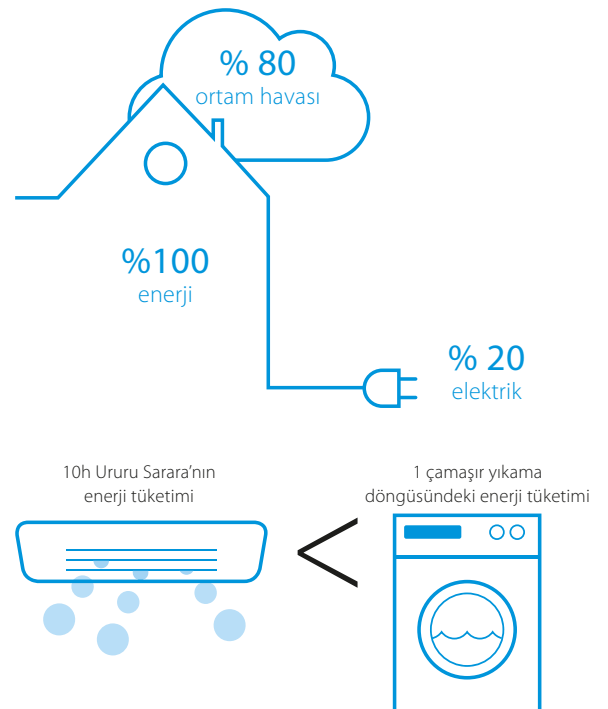 % 80
ortam havası
%100
enerji
% 20
elektrik
10h Ururu Sarara’nın
enerji tüketimi
<
1 çamaşır yıkama
döngüsündeki enerji tüketimi